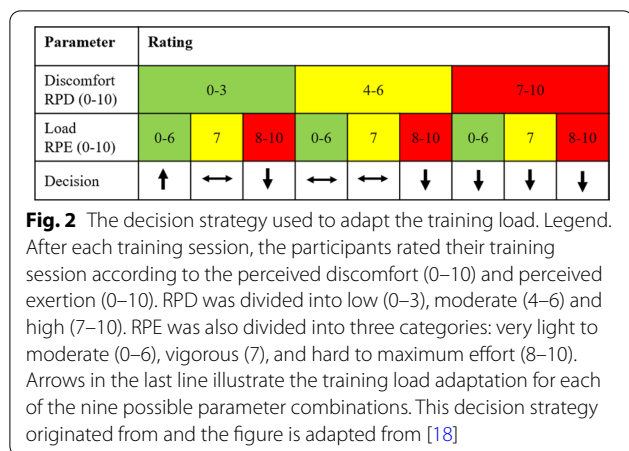 Parameter Rating
Discomfort
RPD (0-10) 0-3 4-6 7-10
Load
RPE (0-10) 0-6 7 8-10 0-6 7 8-10 0-6 7 8-10
Decision ↑ ↔ ↓ ↔ ↔ ↓ ↓ ↓ ↓
Fig. 2 The decision strategy used to adapt the training load. Legend.
After each training session, the participants rated their training
session according to the perceived discomfort (0–10) and perceived
exertion (0–10). RPD was divided into low (0–3), moderate (4–6) and
high (7–10). RPE was also divided into three categories: very light to
moderate (0–6), vigorous (7), and hard to maximum effort (8–10).
Arrows in the last line illustrate the training load adaptation for each
of the nine possible parameter combinations. This decision strategy
originated from and the figure is adapted from [18]